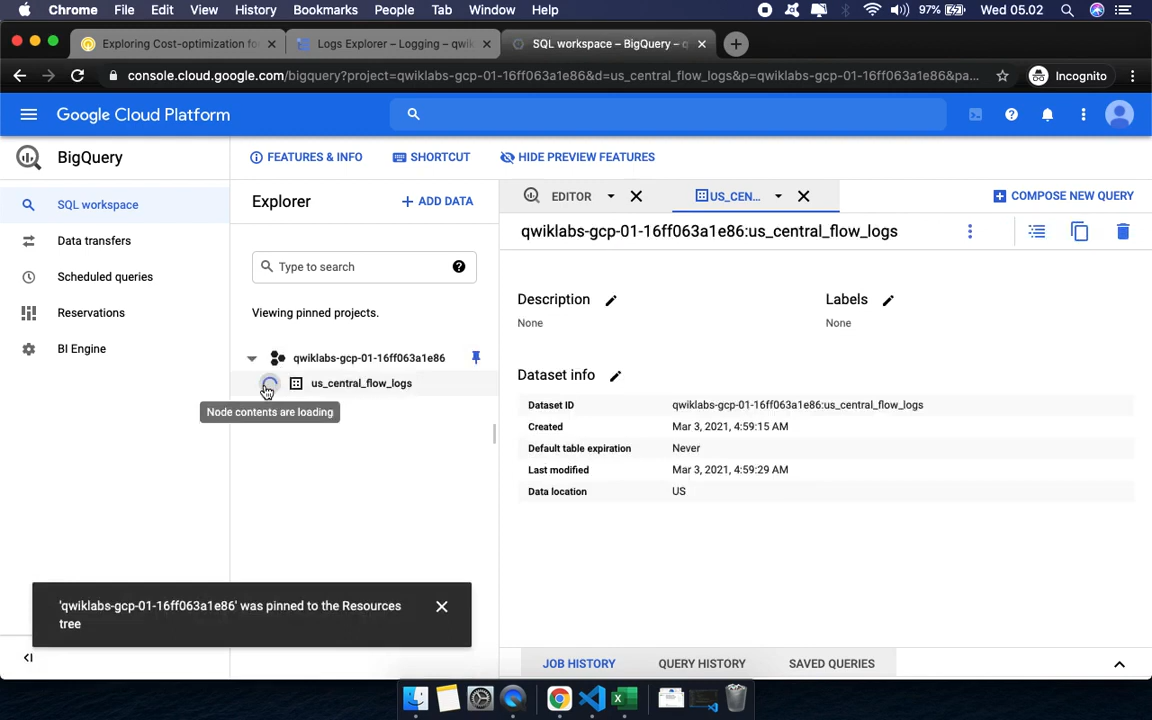 Chrome File Edit View History Bookmarks People Tab Window Help 97% Wed 05.02
Exploring Cost-optimization fo
Logs Explorer – Logging – qwik
SQL workspace – BigQuery – q
console.cloud.google.com/bigquery?project=qwiklabs-gcp-01-16ff063a1e86&d=us_central_flow_logs&p=qwiklabs-gcp-01-16ff063a1e86&pa...
Incognito
Google Cloud Platform
BigQuery
FEATURES & INFO
SHORTCUT
HIDE PREVIEW FEATURES
SQL workspace
Data transfers
Scheduled queries
Reservations
BI Engine
Explorer
+ ADD DATA
Type to search
Viewing pinned projects.
qwiklabs-gcp-01-16ff063a1e86
us_central_flow_logs
Node contents are loading
EDITOR
US_CEN...
COMPOSE NEW QUERY
qwiklabs-gcp-01-16ff063a1e86:us_central_flow_logs
Description
None
Labels
None
Dataset info
Dataset ID qwiklabs-gcp-01-16ff063a1e86:us_central_flow_logs
Created Mar 3, 2021, 4:59:15 AM
Default table expiration Never
Last modified Mar 3, 2021, 4:59:29 AM
Data location US
'qwiklabs-gcp-01-16ff063a1e86' was pinned to the Resources
tree
JOB HISTORY
QUERY HISTORY
SAVED QUERIES